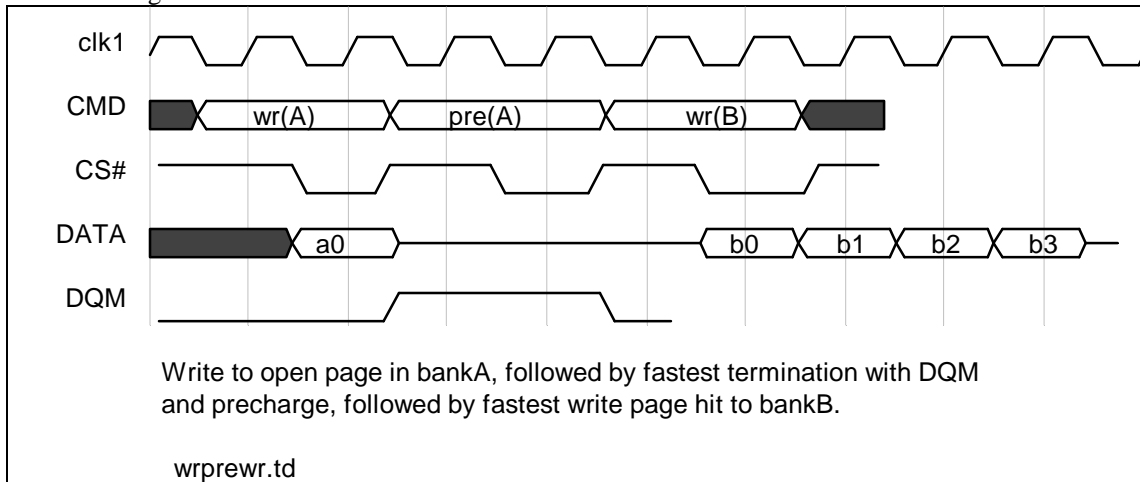 clk1
CMD wr(A) pre(A) wr(B)
CS#
DATA a0 b0 b1 b2 b3
DQM
Write to open page in bankA, followed by fastest termination with DQM
and precharge, followed by fastest write page hit to bankB.
wrprewr.td